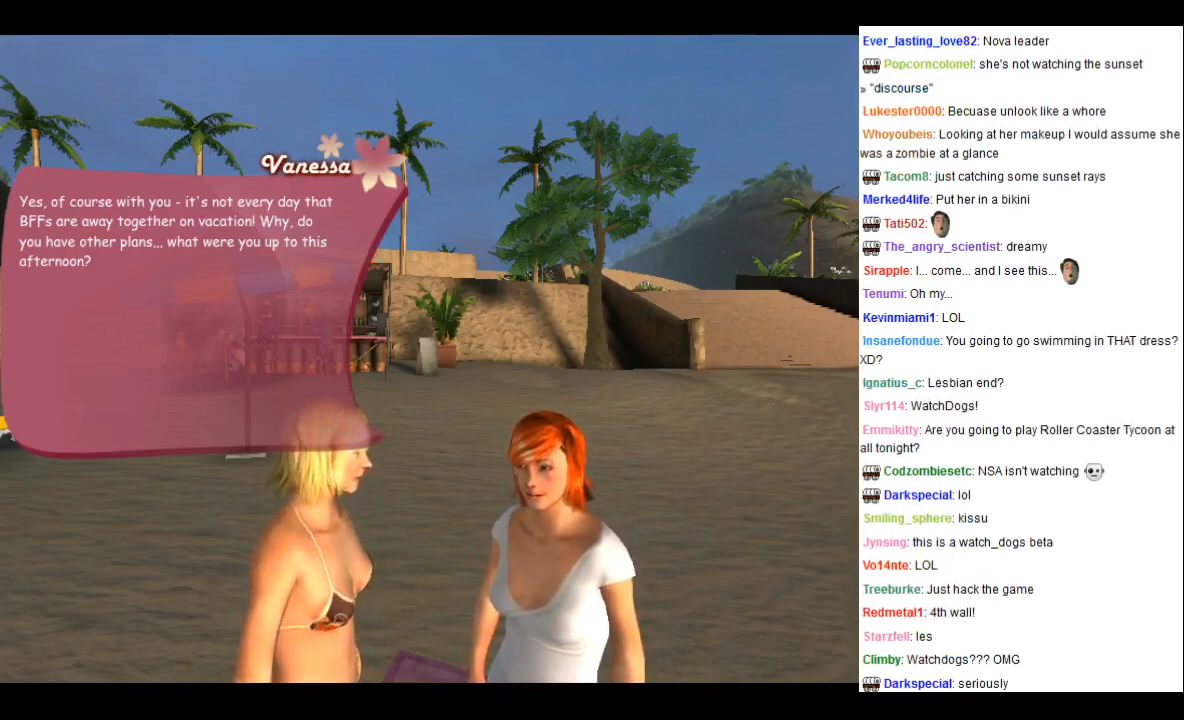 Vanessa
Yes, of course with you - it's not every day that
BFFs are away together on vacation! Why, do
you have other plans... what were you up to this
afternoon?
Ever_lasting_love82: Nova leader
Popcorncolonel: she's not watching the sunset
» "discourse"
Lukester0000: Becuase unlook like a whore
Whoyoubeis: Looking at her makeup I would assume she
was a zombie at a glance
Tacom8: just catching some sunset rays
Merked4life: Put her in a bikini
Tati502:
The_angry_scientist: dreamy
Sirapple: I... come... and I see this...
Tenumi: Oh my...
Kevinmiami1: LOL
Insanefondue: You going to go swimming in THAT dress?
XD?
Ignatius_c: Lesbian end?
Slyr114: WatchDogs!
Emmikitty: Are you going to play Roller Coaster Tycoon at
all tonight?
Codzombiesetc: NSA isn't watching
Darkspecial: lol
Smiling_sphere: kissu
Jynsing: this is a watch_dogs beta
Vo14nte: LOL
Treeburke: Just hack the game
Redmetal1: 4th wall!
Starzfell: les
Climby: Watchdogs??? OMG
Darkspecial: seriously